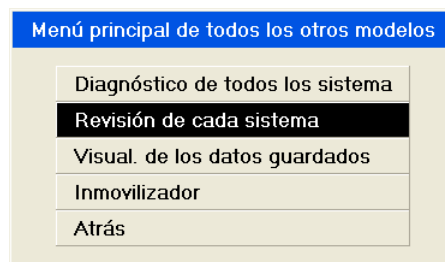 Menú principal de todos los otros modelos
Diagnóstico de todos los sistema
Revisión de cada sistema
Visual. de los datos guardados
Inmovilizador
Atrás